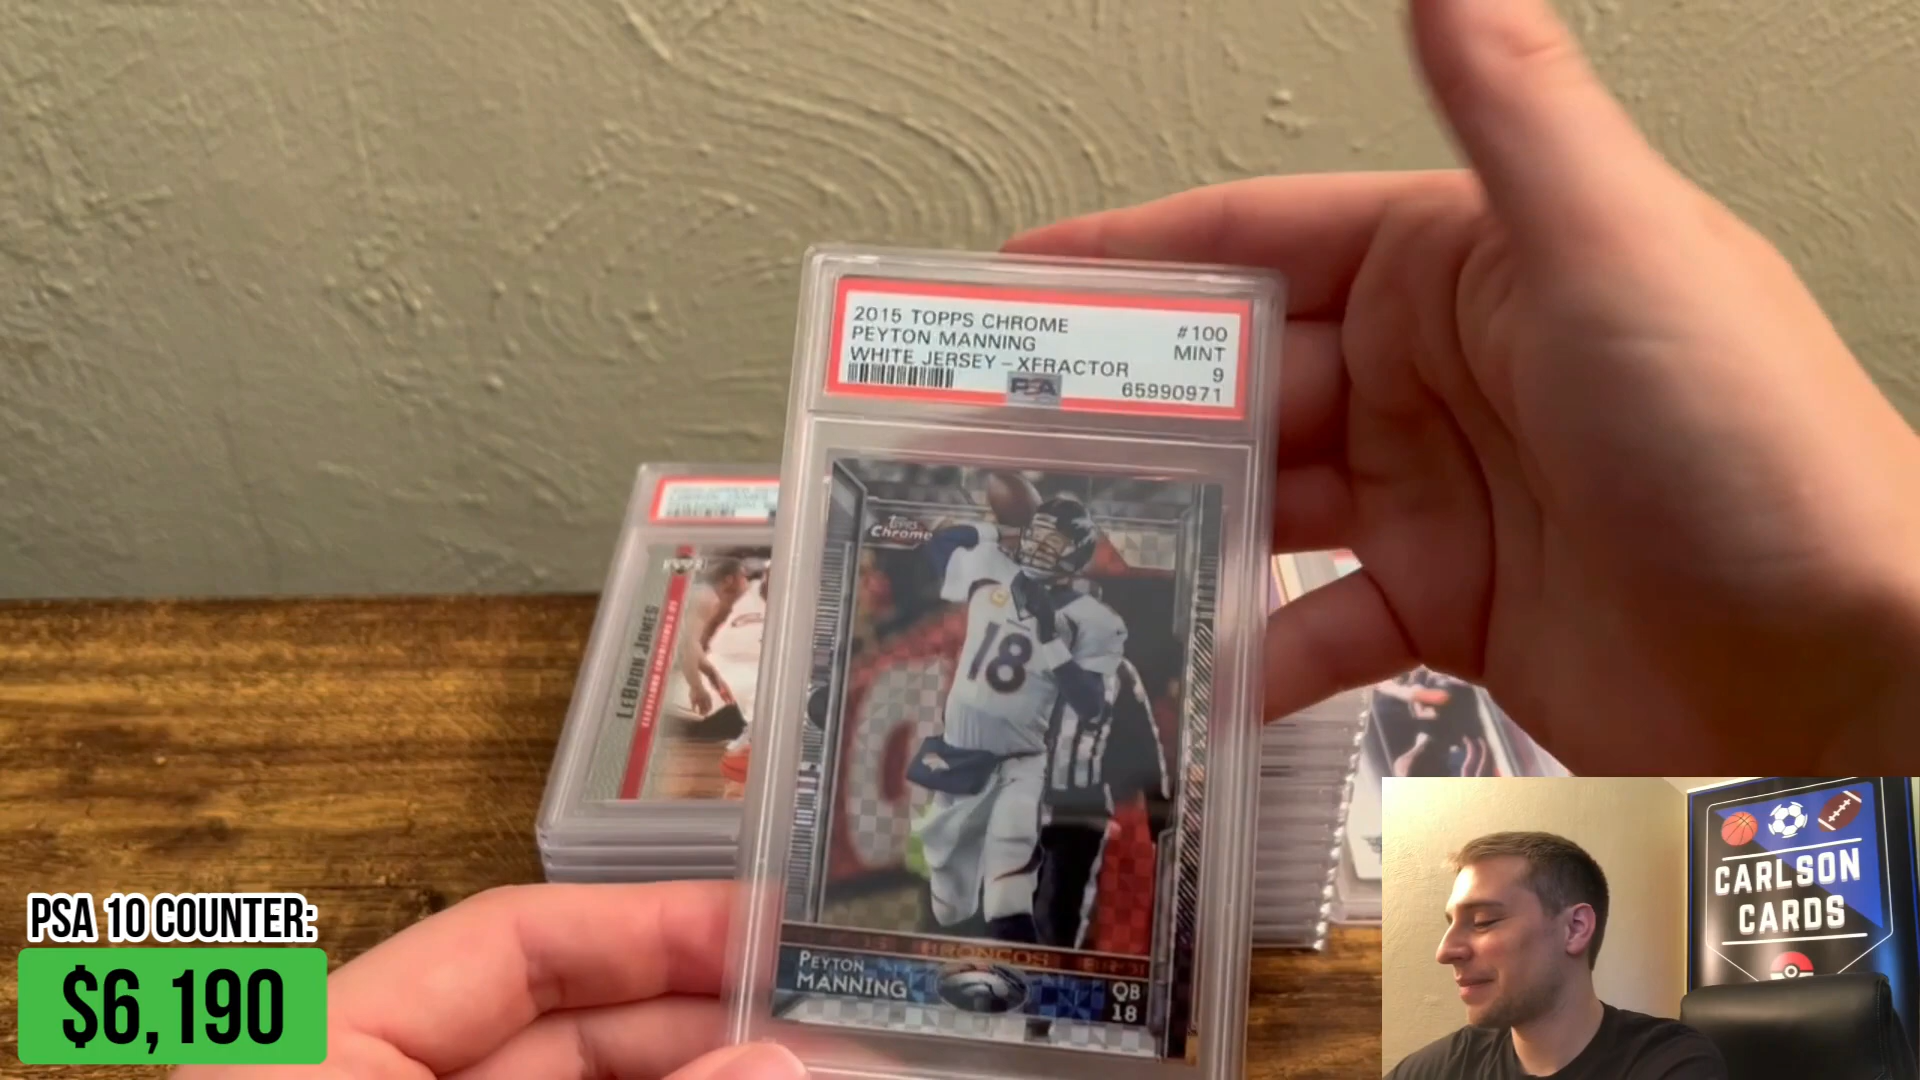 2015 TOPPS CHROME
PEYTON MANNING
WHITE JERSEY - XFRACTOR
#100
MINT
9
65990971
PSA
Topps
Chrome
18
BRONCOS
PEYTON
MANNING
QB
18
LEBRON JAMES
PSA 10 COUNTER:
$6,190
CARLSON
CARDS